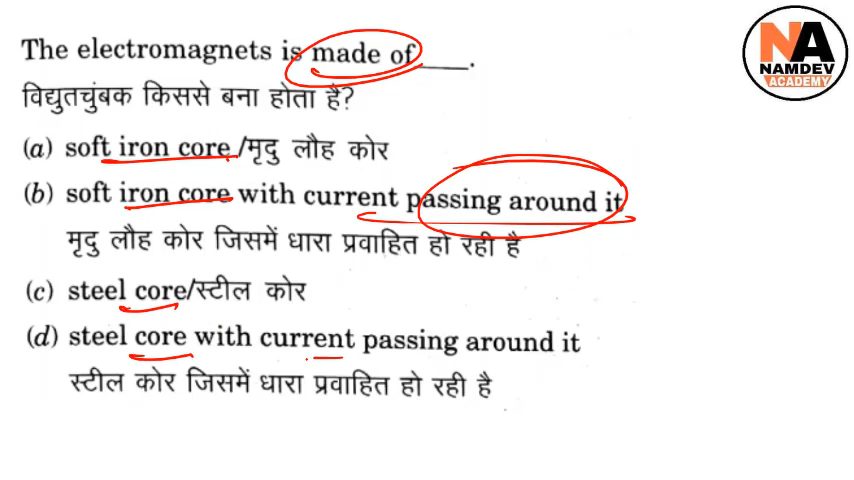 The electromagnets is made of ____.
विद्युतचुंबक किससे बना होता है?
(a) soft iron core/मृदु लौह कोर
(b) soft iron core with current passing around it
मृदु लौह कोर जिसमें धारा प्रवाहित हो रही है
(c) steel core/स्टील कोर
(d) steel core with current passing around it
स्टील कोर जिसमें धारा प्रवाहित हो रही है
NA
NAMDEV
ACADEMY